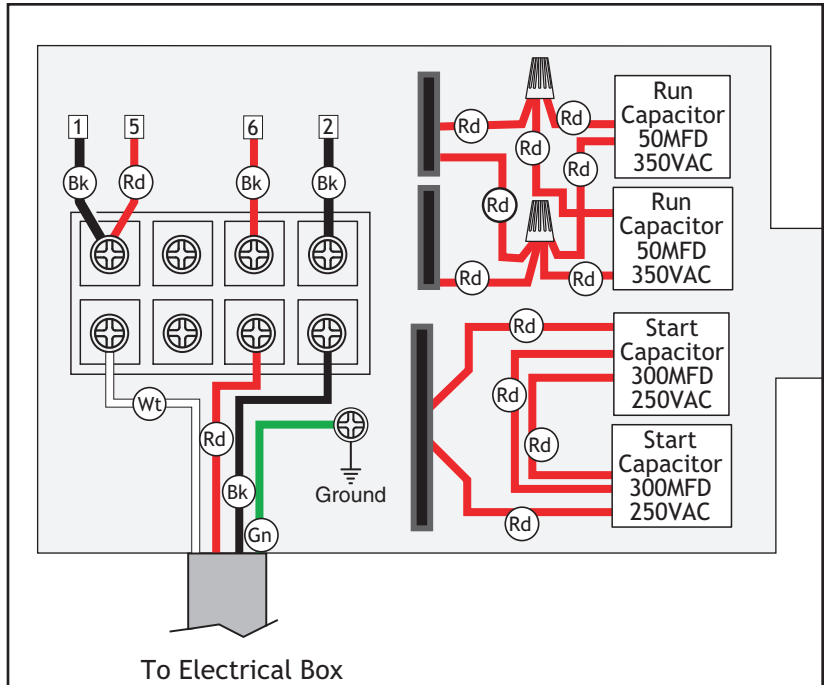 1
5
6
2
Bk
Rd
Bk
Bk
Wt
Rd
Bk
Gn
Ground
To Electrical Box
Rd
Rd
Rd
Rd
Rd
Rd
Rd
Run
Capacitor
50MFD
350VAC
Run
Capacitor
50MFD
350VAC
Rd
Rd
Rd
Rd
Start
Capacitor
300MFD
250VAC
Start
Capacitor
300MFD
250VAC